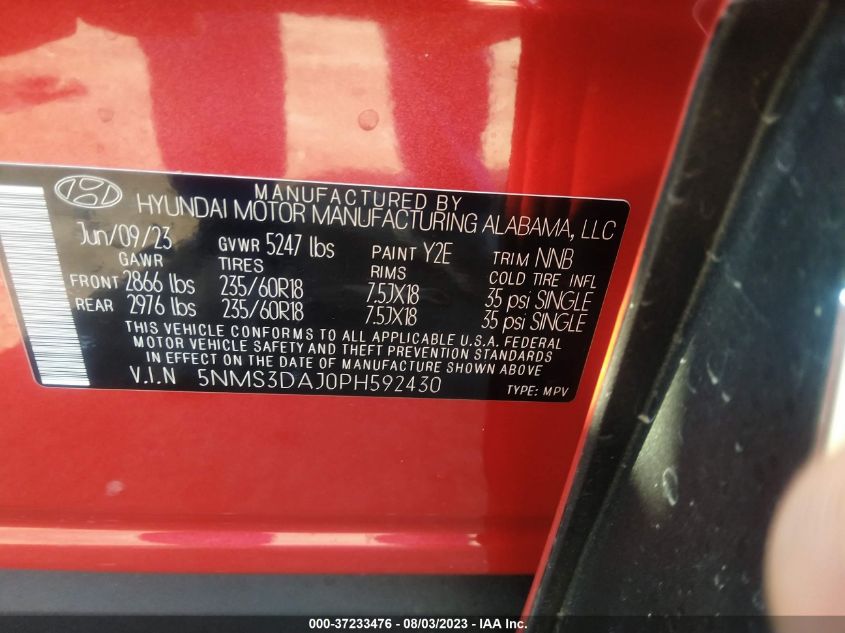 MANUFACTURED BY
HYUNDAI MOTOR MANUFACTURING ALABAMA, LLC
Jun/09/23 GVWR 5247 lbs PAINT Y2E TRIM NNB
GAWR TIRES RIMS COLD TIRE INFL
FRONT 2866 lbs 235/60R18 7.5JX18 35 psi SINGLE
REAR 2976 lbs 235/60R18 7.5JX18 35 psi SINGLE
THIS VEHICLE CONFORMS TO ALL APPLICABLE U.S.A. FEDERAL
MOTOR VEHICLE SAFETY AND THEFT PREVENTION STANDARDS
IN EFFECT ON THE DATE OF MANUFACTURE SHOWN ABOVE
V.I.N 5NMS3DAJ0PH592430 TYPE: MPV
000-37233476 - 08/03/2023 - IAA Inc.